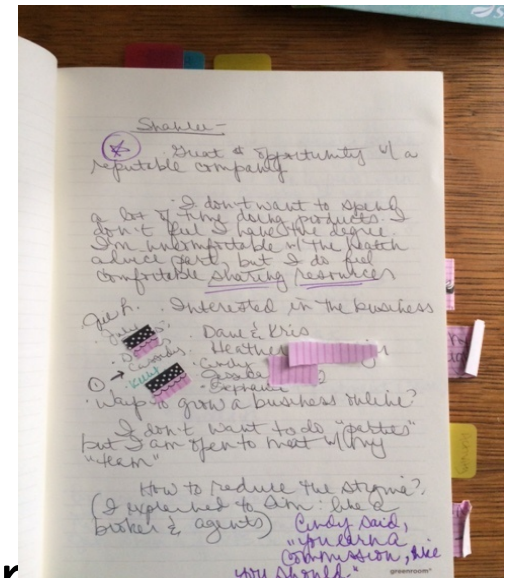 Shaklee -
Great & opportunity w/ a
reputable company
I don't want to spend
a lot of time doing products. I
don't feel I have the degree.
I'm uncomfortable w/ the health
advice part, but I do feel
comfortable sharing resources
Interested in the business
Dave & Kris
Heather
Cindy
Kelly
Stephanie
Ways to grow a business online?
I don't want to do "parties"
but I am open to meet w/ my
"team"
How to reduce the stigma?
(I explained to Jim: like a
broker & agents)
Cindy said,
"you earn a
commission, like
you should"
greenroom